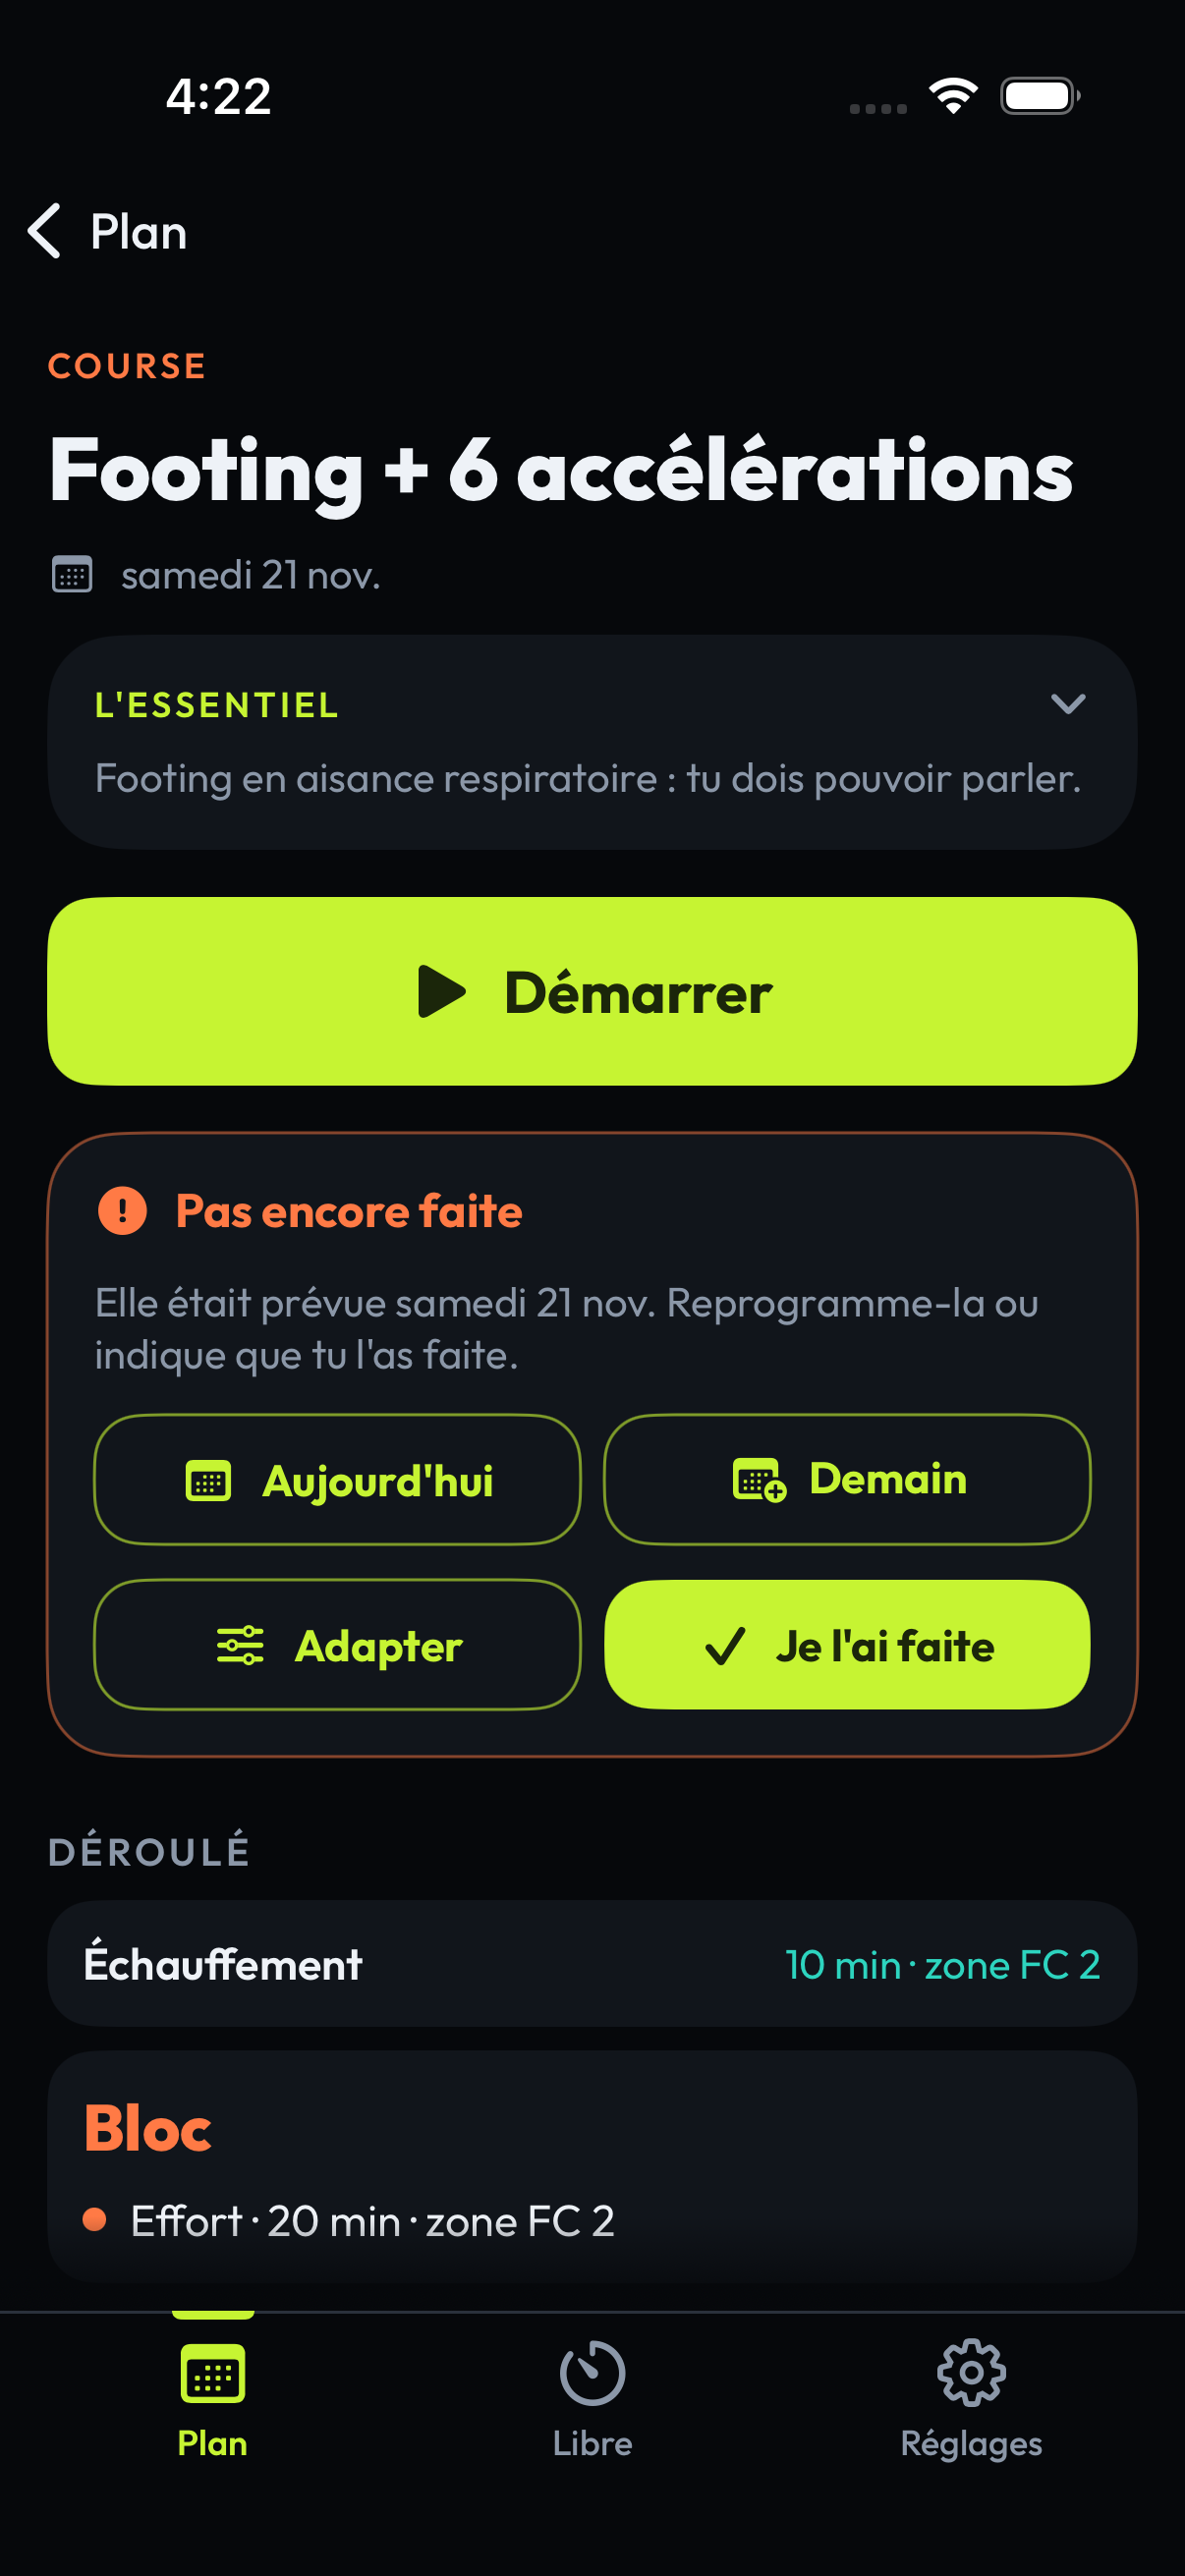 4:22
Plan
COURSE
Footing + 6 accélérations
samedi 21 nov.
L'ESSENTIEL
Footing en aisance respiratoire : tu dois pouvoir parler.
Démarrer
Pas encore faite
Elle était prévue samedi 21 nov. Reprogramme-la ou
indique que tu l'as faite.
Aujourd'hui
Demain
Adapter
Je l'ai faite
DÉROULÉ
Échauffement
10 min · zone FC 2
Bloc
Effort · 20 min · zone FC 2
Plan
Libre
Réglages